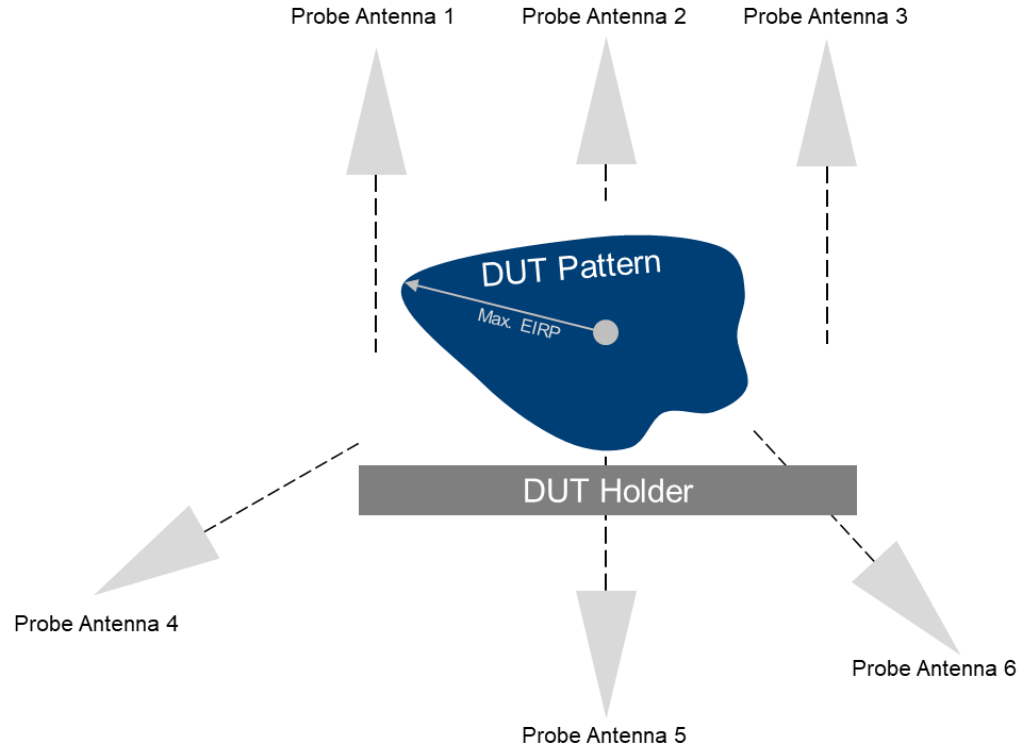 Probe Antenna 1
Probe Antenna 2
Probe Antenna 3
DUT Pattern
Max. EIRP
DUT Holder
Probe Antenna 4
Probe Antenna 6
Probe Antenna 5